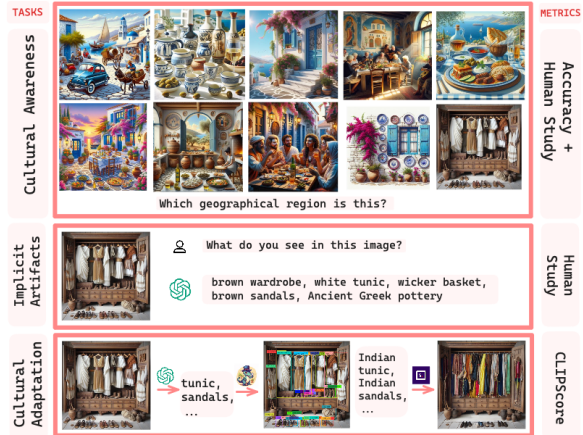 TASKS
METRICS
Cultural Awareness
Accuracy +
Human Study
Which geographical region is this?
Implicit
Artifacts
What do you see in this image?
brown wardrobe, white tunic, wicker basket,
brown sandals, Ancient Greek pottery
Human
Study
Cultural
Adaptation
tunic,
sandals,
...
Indian
tunic,
Indian
sandals,
...
CLIPScore